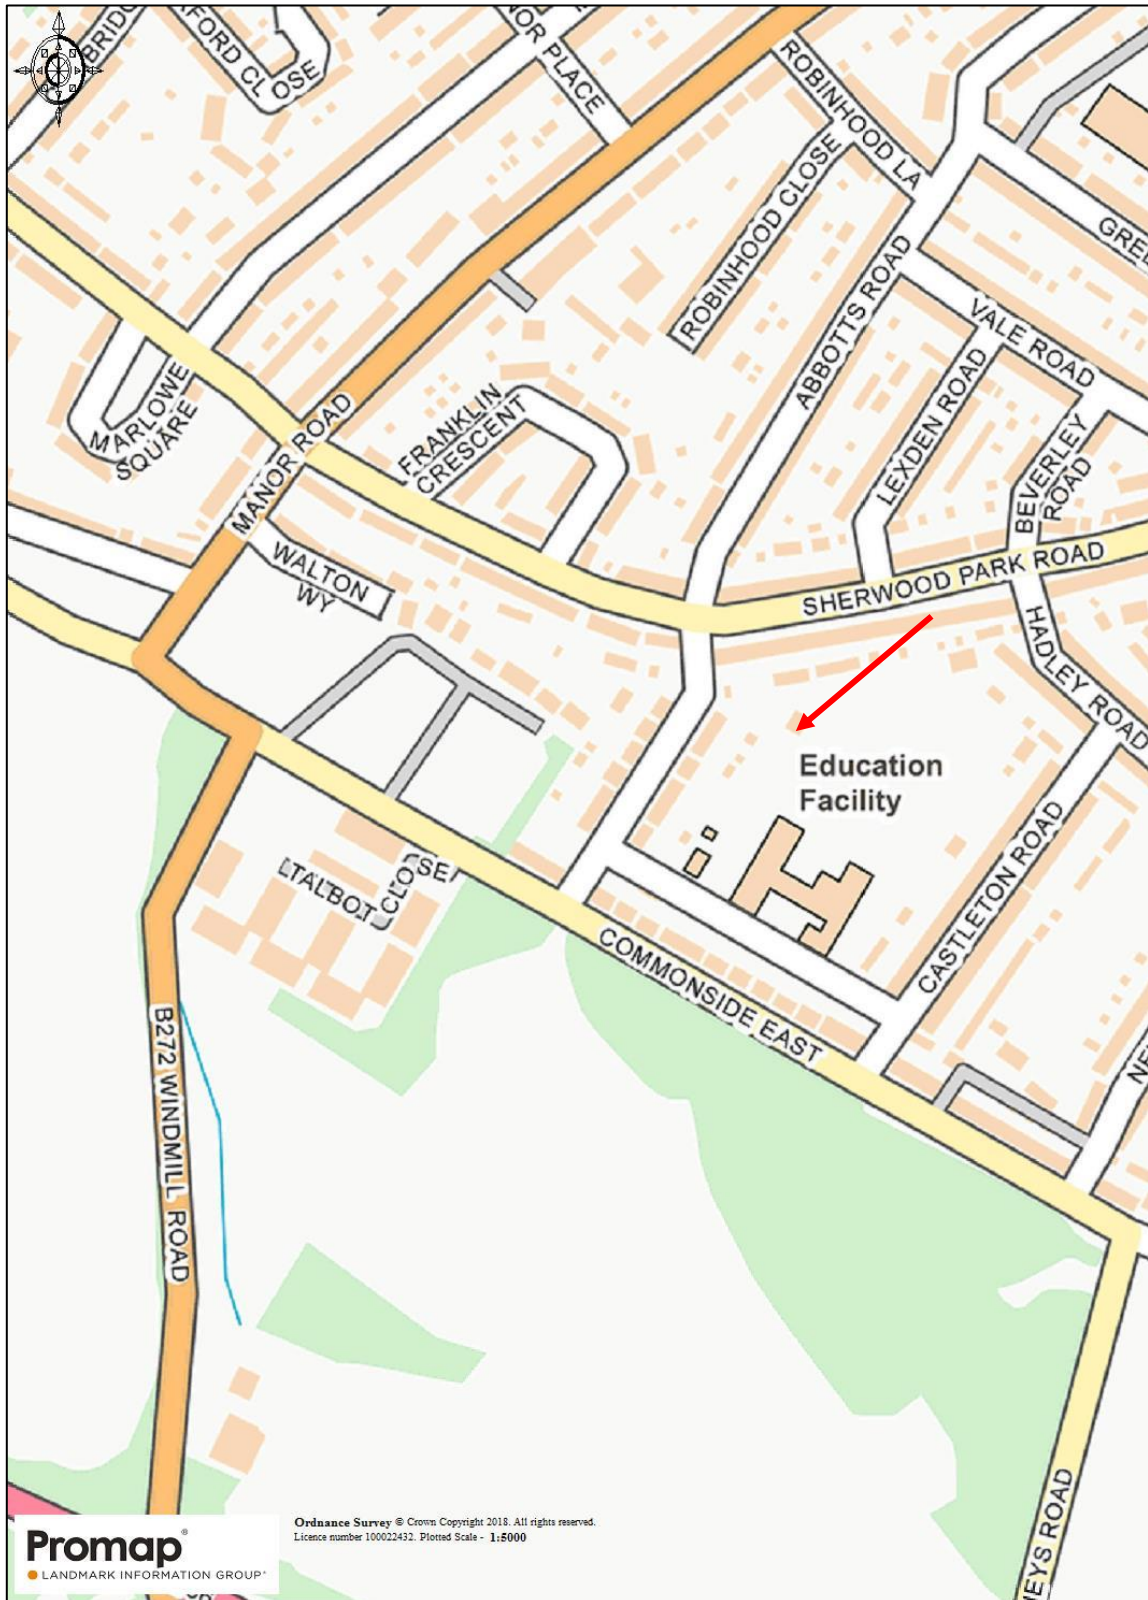 MANOR ROAD
ROBINHOOD LA
ROBINHOOD CLOSE
ABBOTTS ROAD
VALE ROAD
LEXDEN ROAD
BEVERLEY
ROAD
MARLOWE
SQUARE
FRANKLIN
CRESCENT
WALTON
WY
SHERWOOD PARK ROAD
HADLEY ROAD
Education
Facility
CASTLETON ROAD
TALBOT CLOSE
COMMONSIDE EAST
B272 WINDMILL ROAD
Promap®
LANDMARK INFORMATION GROUP®
Ordnance Survey © Crown Copyright 2018. All rights reserved.
Licence number 100022432. Plotted Scale - 1:5000